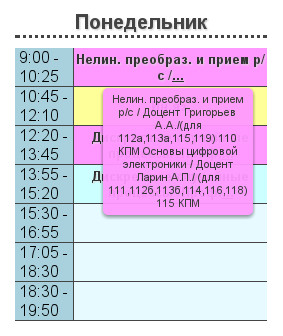 Понедельник
9:00 -
10:25
Нелин. преобраз. и прием р/
с /...
10:45 -
12:10
Нелин. преобраз. и прием
р/с / Доцент Григорьев
А.А./(для
112а,113а,115,119) 110
КПМ Основы цифровой
электроники / Доцент
Ларин А.П./ (для
111,112б,113б,114,116,118)
115 КПМ
12:20 -
13:45
13:55 -
15:20
15:30 -
16:55
17:05 -
18:30
18:30 -
19:50